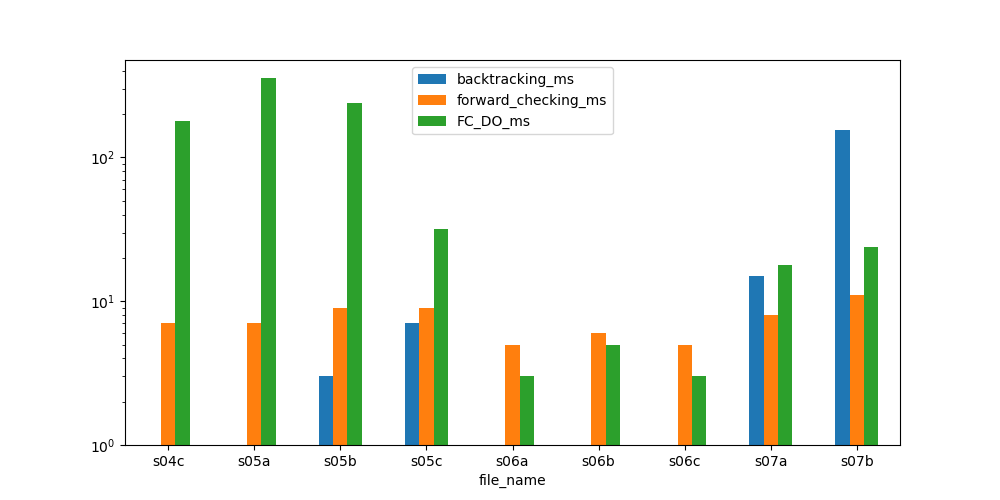 backtracking_ms
forward_checking_ms
FC_DO_ms
10²
10¹
10⁰
s04c s05a s05b s05c s06a s06b s06c s07a s07b
file_name